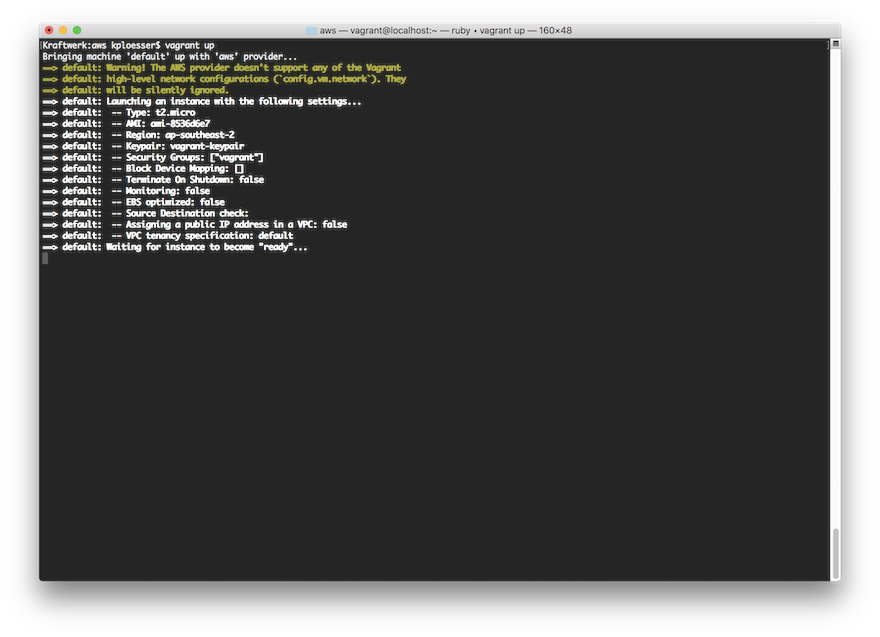 aws — vagrant@localhost:~ — ruby • vagrant up — 160×48
[Kraftwerk:aws kploesser$ vagrant up ]
Bringing machine 'default' up with 'aws' provider...
==> default: Warning! The AWS provider doesn't support any of the Vagrant
==> default: high-level network configurations (`config.vm.network`). They
==> default: will be silently ignored.
==> default: Launching an instance with the following settings...
==> default:  -- Type: t2.micro
==> default:  -- AMI: ami-8536d6e7
==> default:  -- Region: ap-southeast-2
==> default:  -- Keypair: vagrant-keypair
==> default:  -- Security Groups: ["vagrant"]
==> default:  -- Block Device Mapping: []
==> default:  -- Terminate On Shutdown: false
==> default:  -- Monitoring: false
==> default:  -- EBS optimized: false
==> default:  -- Source Destination check:
==> default:  -- Assigning a public IP address in a VPC: false
==> default:  -- VPC tenancy specification: default
==> default: Waiting for instance to become "ready"...